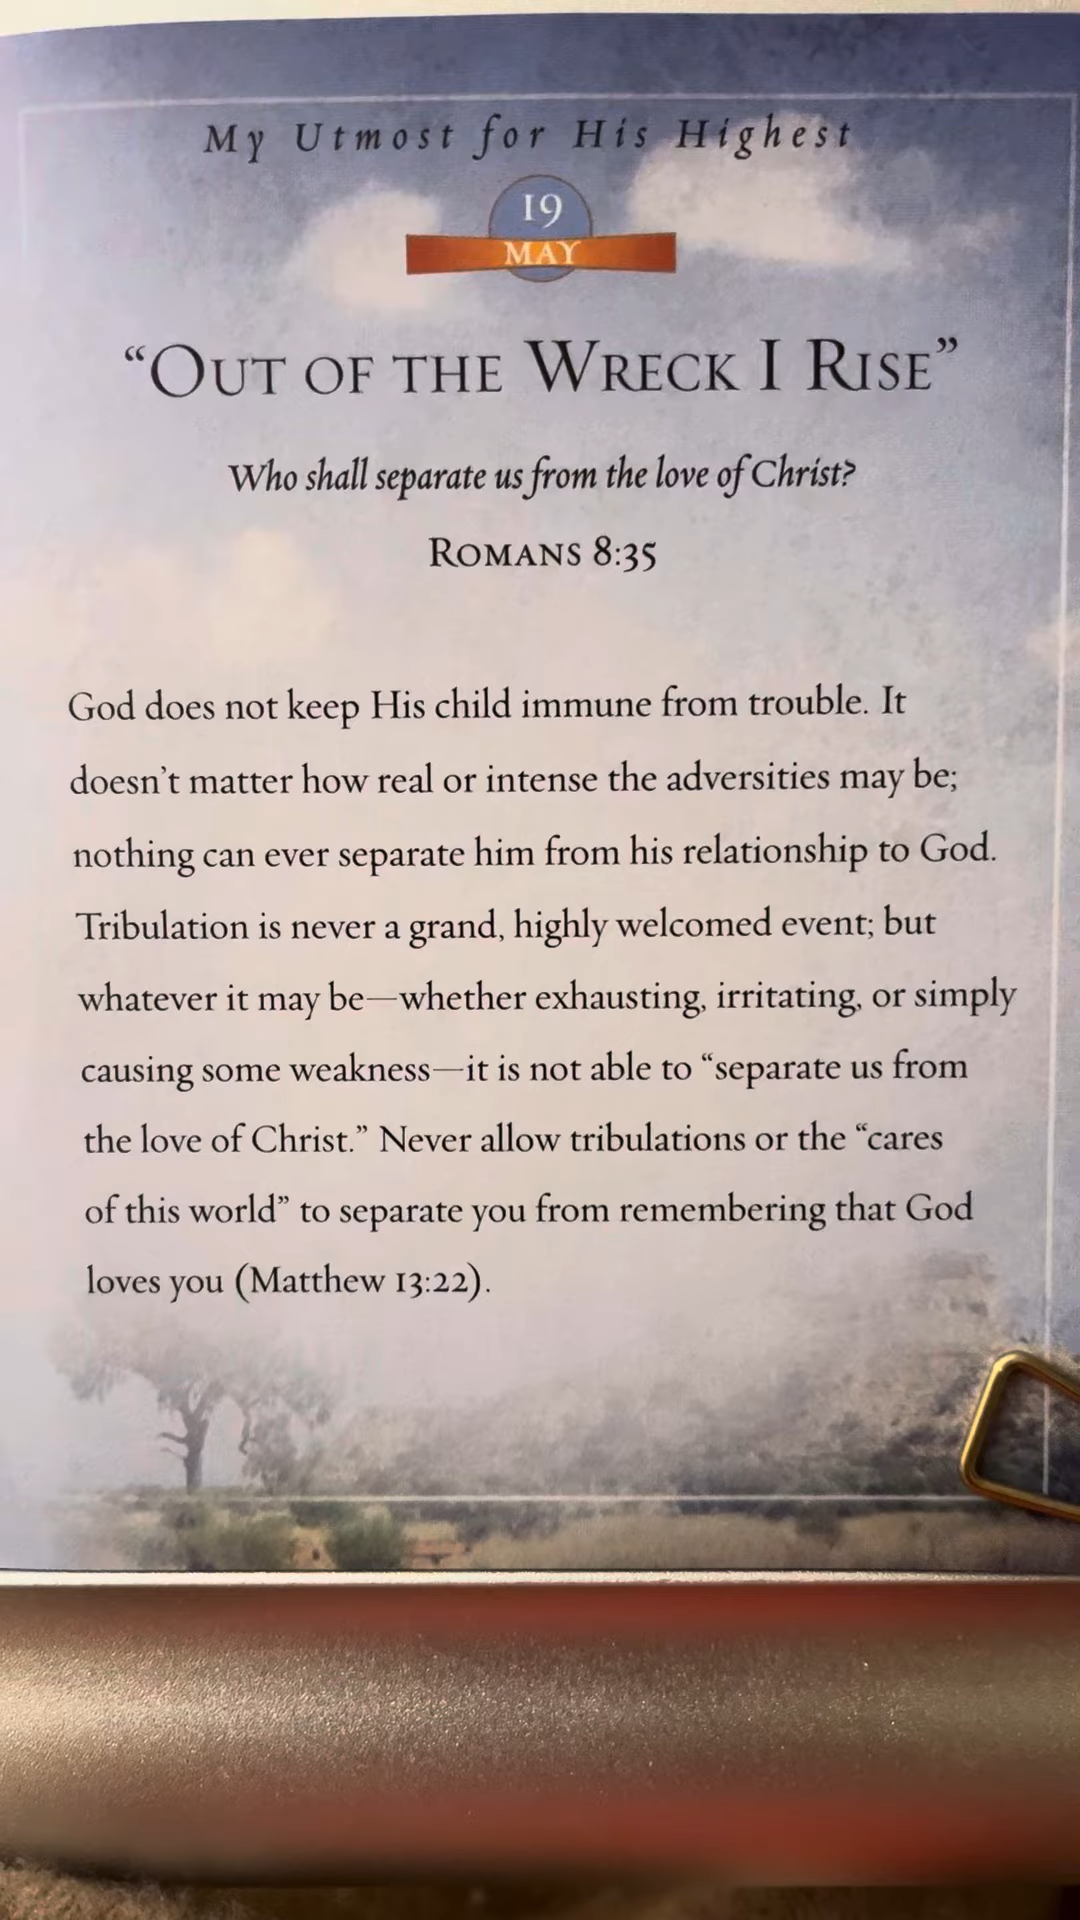 My Utmost for His Highest
19
MAY
“OUT OF THE WRECK I RISE”
Who shall separate us from the love of Christ?
ROMANS 8:35
God does not keep His child immune from trouble. It
doesn’t matter how real or intense the adversities may be;
nothing can ever separate him from his relationship to God.
Tribulation is never a grand, highly welcomed event; but
whatever it may be—whether exhausting, irritating, or simply
causing some weakness—it is not able to “separate us from
the love of Christ.” Never allow tribulations or the “cares
of this world” to separate you from remembering that God
loves you (Matthew 13:22).